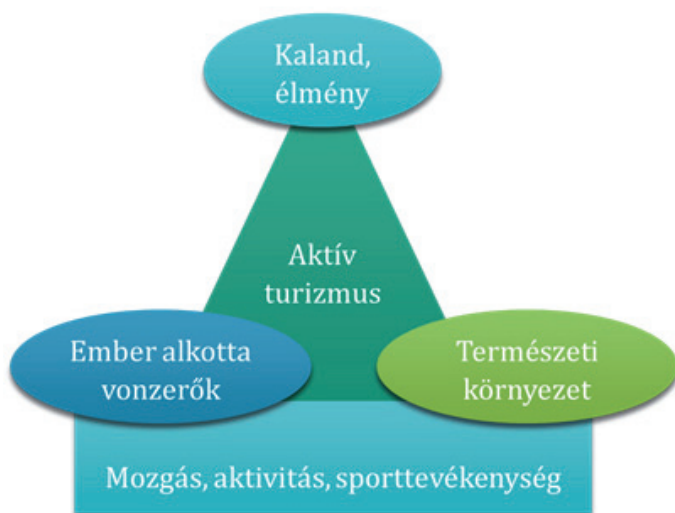 Kaland,
élmény
Aktív
turizmus
Ember alkotta
vonzerők
Természeti
környezet
Mozgás, aktivitás, sporttevékenység